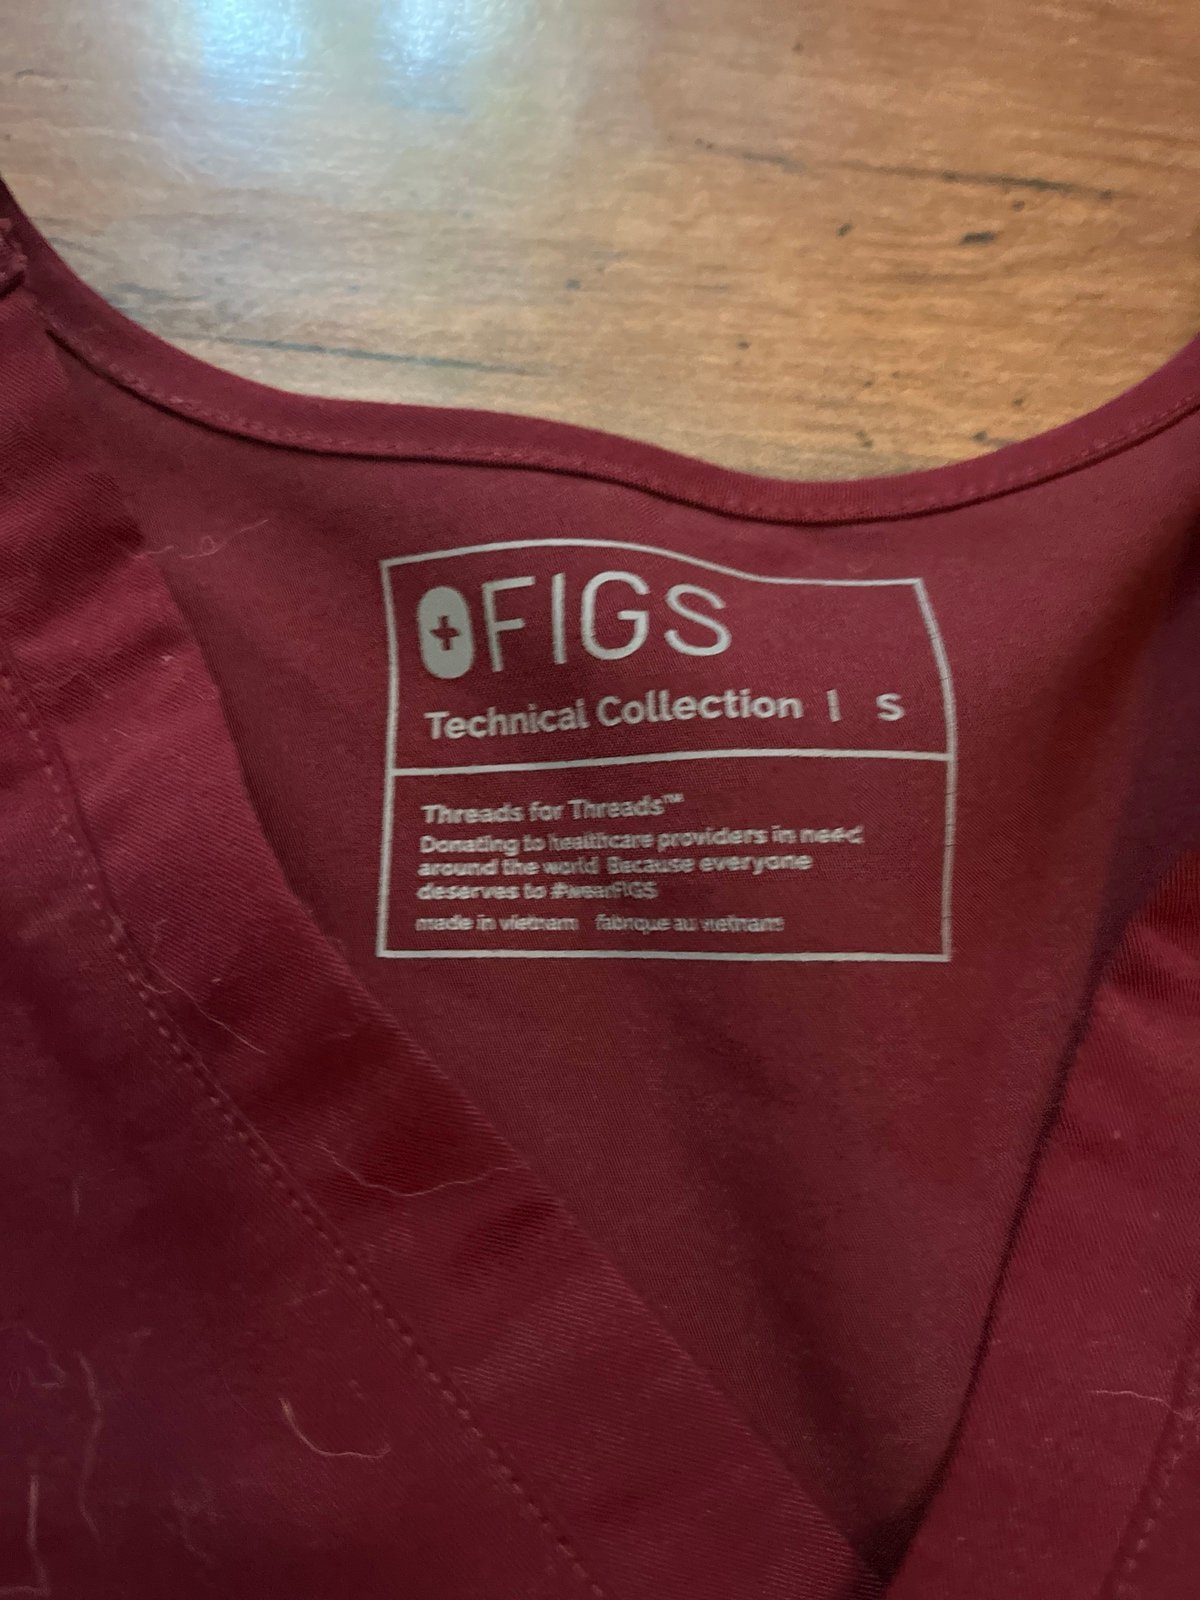 FIGS
Technical Collection | S
Threads for Threads™
Donating to healthcare providers in need
around the world Because everyone
deserves to #wearFIGS
made in vietnam fabrique au vietnam